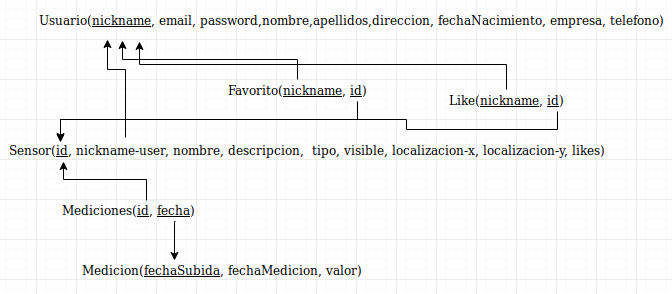 Usuario(nickname, email, password,nombre,apellidos,direccion, fechaNacimiento, empresa, telefono)
Favorito(nickname, id)
Like(nickname, id)
Sensor(id, nickname-user, nombre, descripcion, tipo, visible, localizacion-x, localizacion-y, likes)
Mediciones(id, fecha)
Medicion(fechaSubida, fechaMedicion, valor)